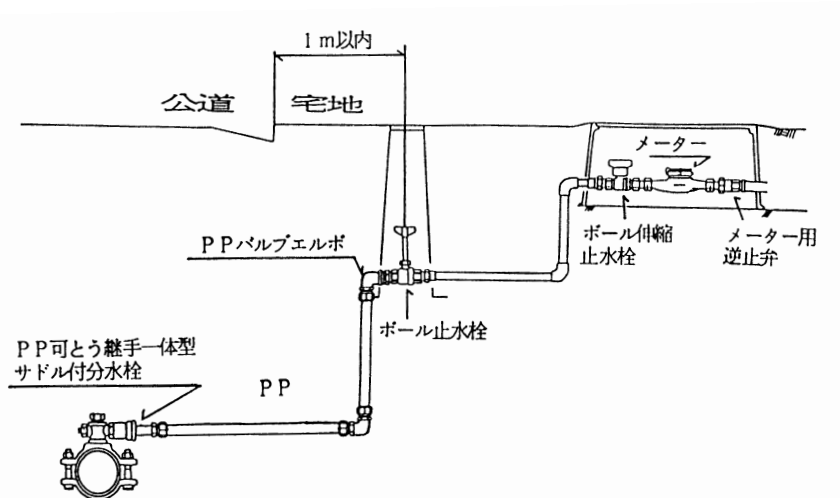 1m以内
公道 宅地
メーター
PPバルブエルボ
ボール伸縮
止水栓
メーター用
逆止弁
ボール止水栓
PP可とう継手一体型
サドル付分水栓
PP